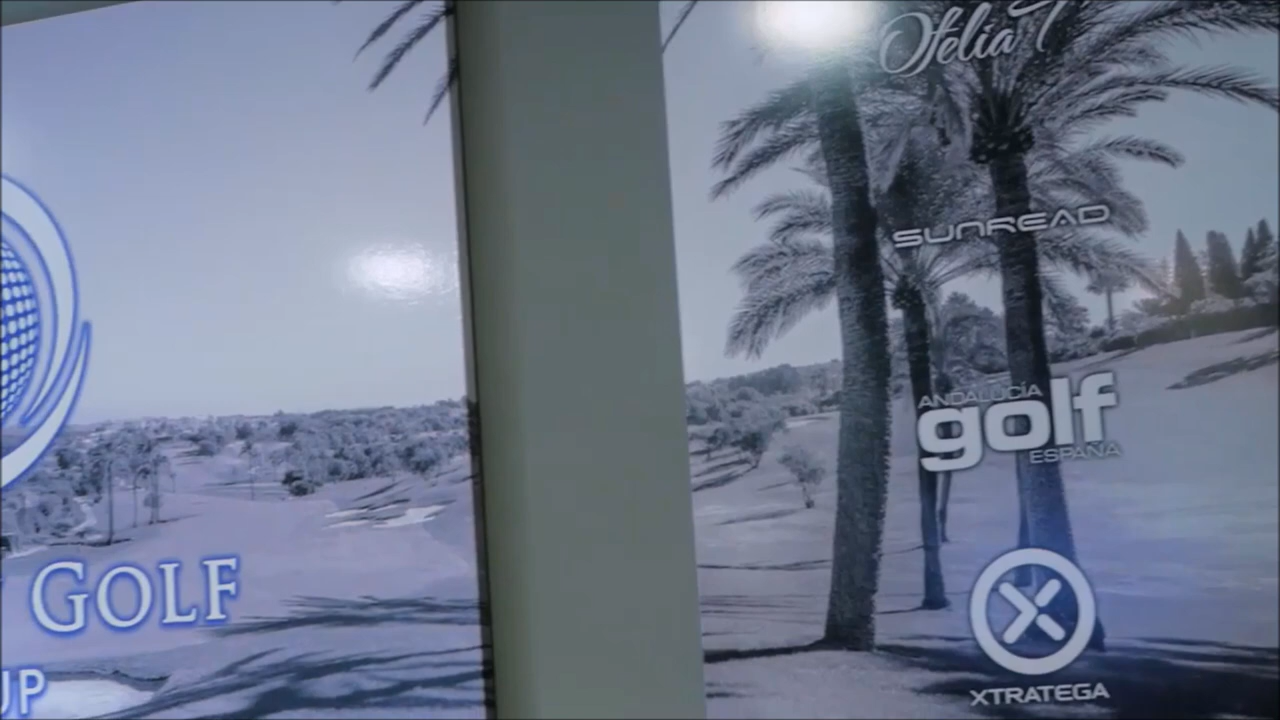 GOLF
UP
Ofelia T
SUNREAD
ANDALUCÍA
golf
ESPAÑA
XTRATEGA